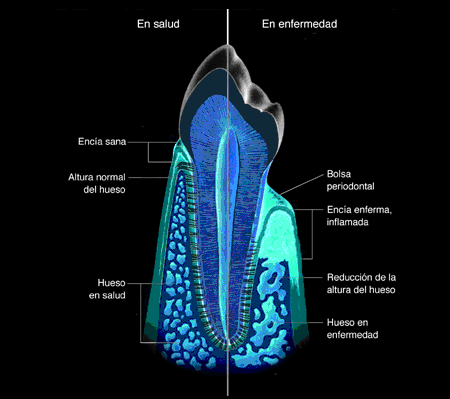 En salud
En enfermedad
Encía sana
Altura normal
del hueso
Hueso
en salud
Bolsa
periodontal
Encía enferma,
inflamada
Reducción de la
altura del hueso
Hueso en
enfermedad